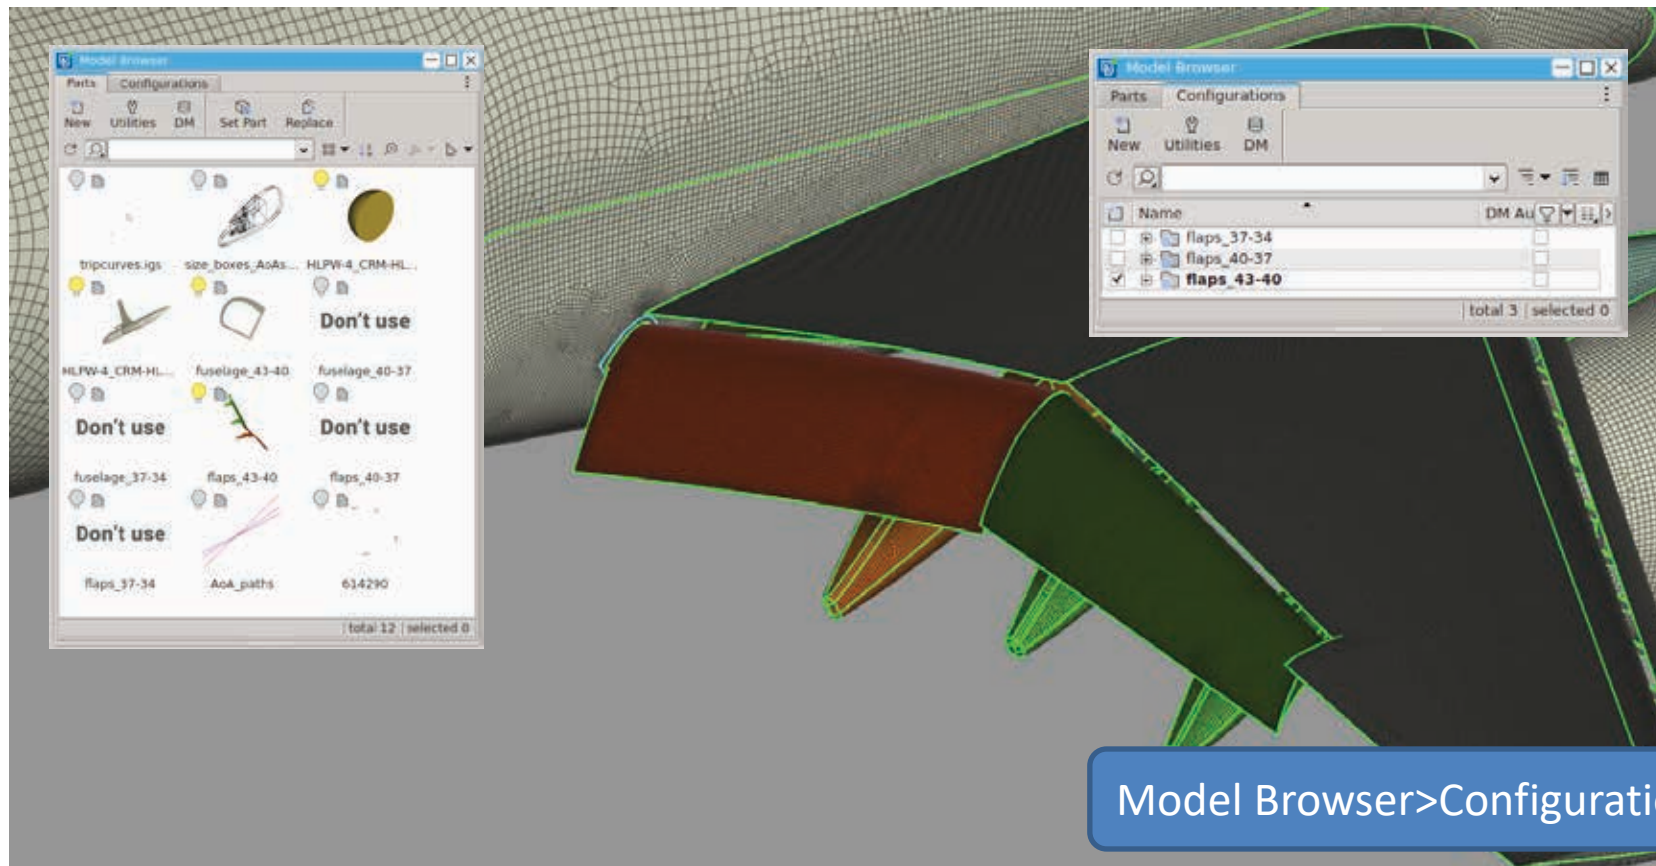 Model Browser
Parts Configurations
New Utilities DM Set Part Replace
tripcurves.igs size_boxes_AoAs... HLPW-4_CRM-HL...
Don't use
HLPW-4_CRM-HL... fuselage_43-40 fuselage_40-37
Don't use Don't use
fuselage_37-34 flaps_43-40 flaps_40-37
Don't use
flaps_37-34 AoA_paths 614290
total 12 selected 0
Model Browser
Parts Configurations
New Utilities DM
Name DM Au
flaps_37-34
flaps_40-37
flaps_43-40
total 3 selected 0
Model Browser>Configurati